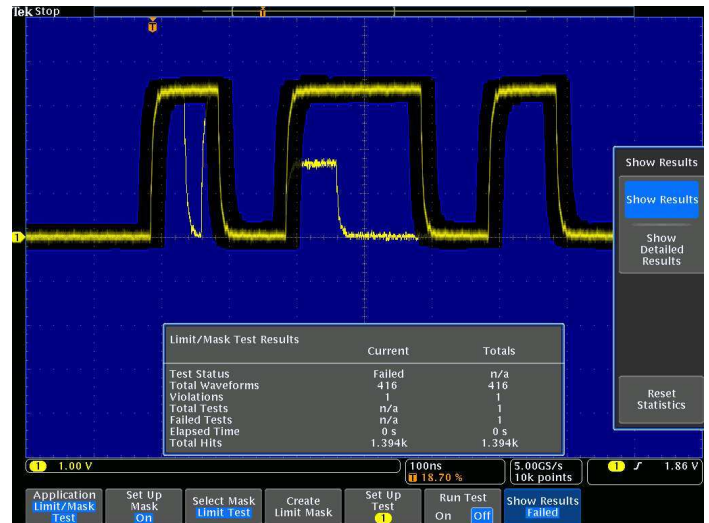 Tek Stop
T
T
1
Show Results
Show Results
Show
Detailed
Results
Reset
Statistics
Limit/Mask Test Results
Current Totals
Test Status Failed n/a
Total Waveforms 416 416
Violations 1 1
Total Tests n/a 1
Failed Tests n/a 1
Elapsed Time 0 s 0 s
Total Hits 1.394k 1.394k
1 1.00 V
100ns
T 18.70 %
5.00GS/s
10k points
1 1.86 V
Application
Limit/Mask
Test
Set Up
Mask
On
Select Mask
Limit Test
Create
Limit Mask
Set Up
Test
1
Run Test
On Off
Show Results
Failed